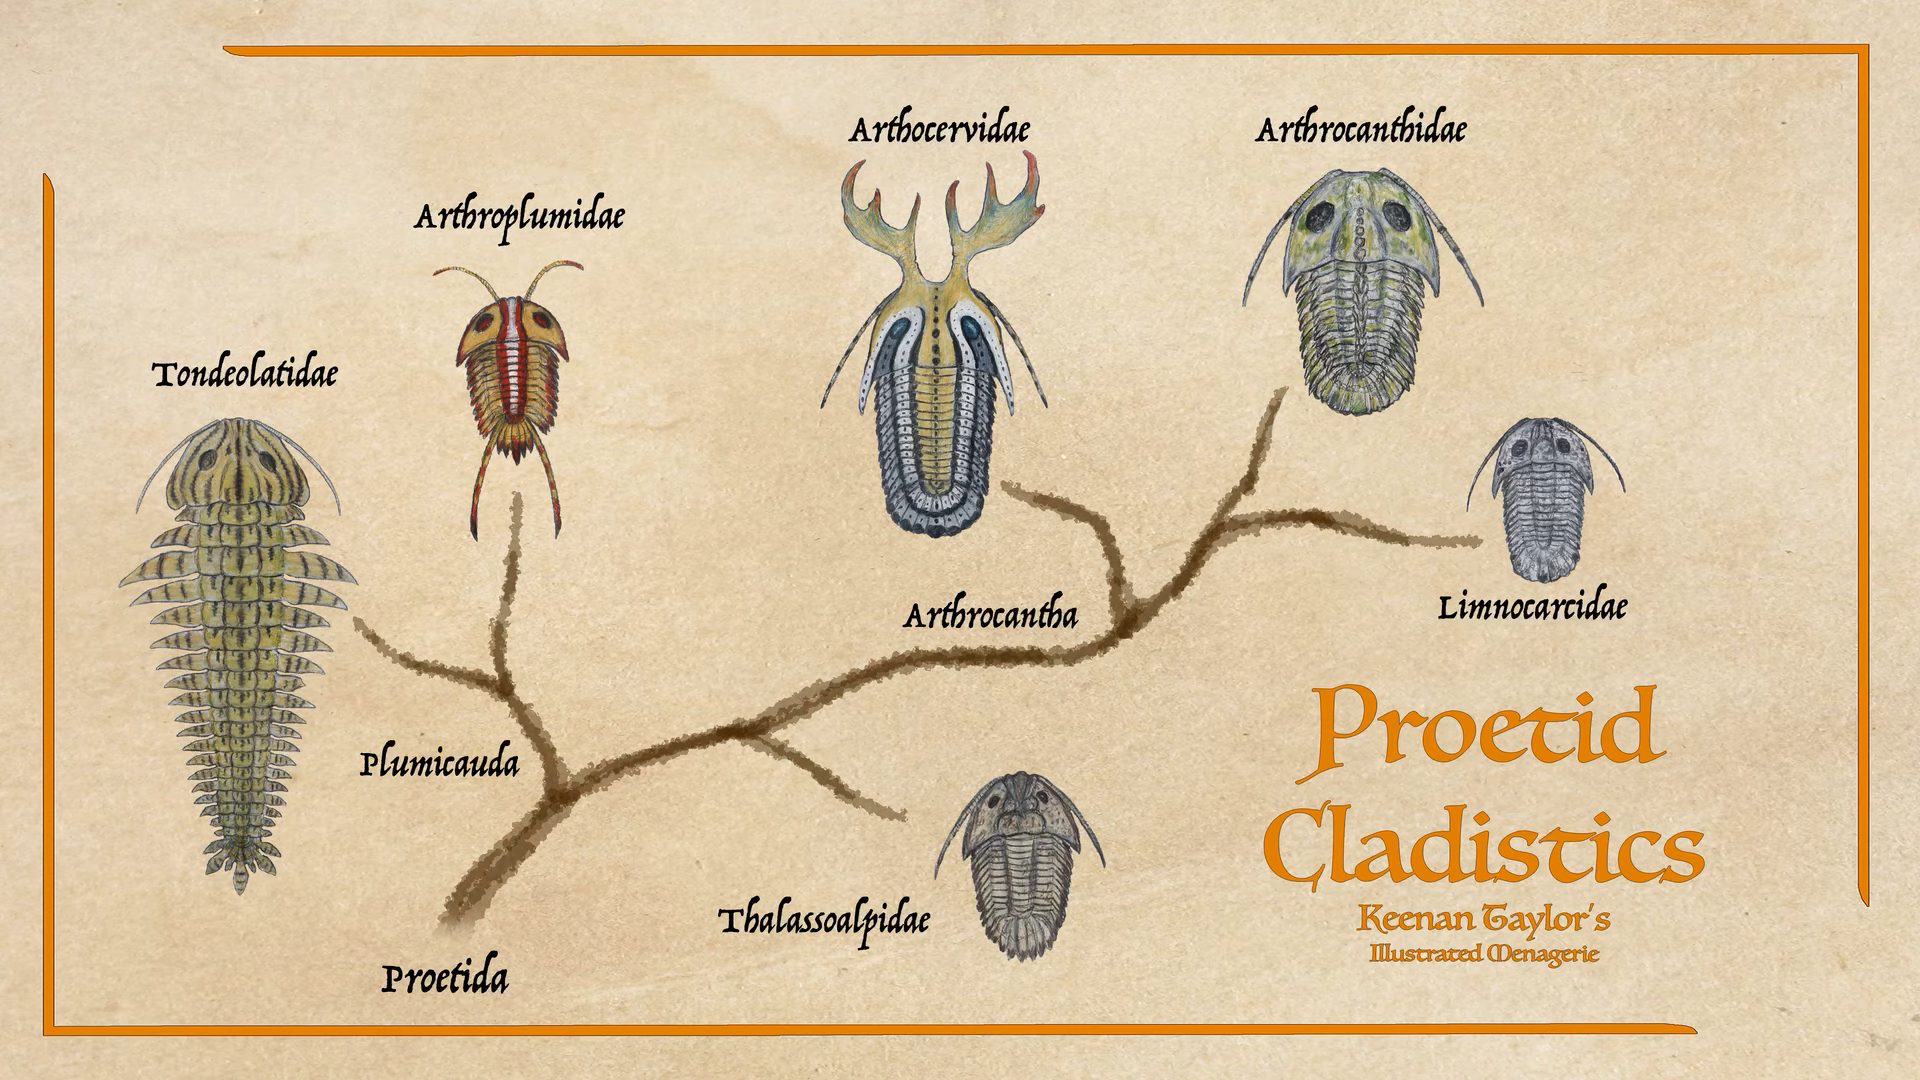 Arthocervidae
Arthrocanthidae
Arthroplumidae
Tondeolatidae
Limnocarcidae
Arthrocantha
Plumicauda
Thalassoalpidae
Proetida
Proetid
Cladistics
Keenan Taylor's
Illustrated Menagerie